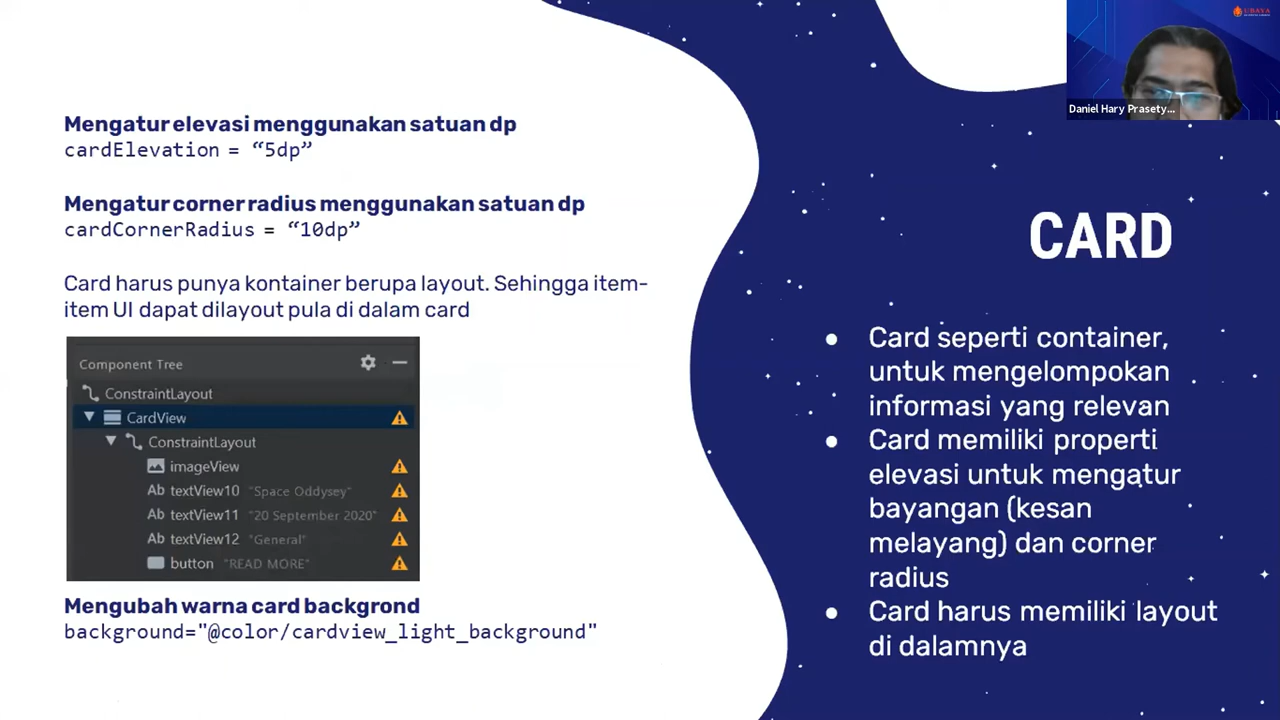 UBAYA
Daniel Hary Prasety...
Mengatur elevasi menggunakan satuan dp
cardElevation = “5dp”
Mengatur corner radius menggunakan satuan dp
cardCornerRadius = “10dp”
Card harus punya kontainer berupa layout. Sehingga item-
item UI dapat dilayout pula di dalam card
Component Tree
ConstraintLayout
CardView
ConstraintLayout
imageView
Ab textView10 "Space Oddysey"
Ab textView11 "20 September 2020"
Ab textView12 "General"
button "READ MORE"
Mengubah warna card backgrond
background="@color/cardview_light_background"
CARD
● Card seperti container,
untuk mengelompokan
informasi yang relevan
● Card memiliki properti
elevasi untuk mengatur
bayangan (kesan
melayang) dan corner
radius
● Card harus memiliki layout
di dalamnya